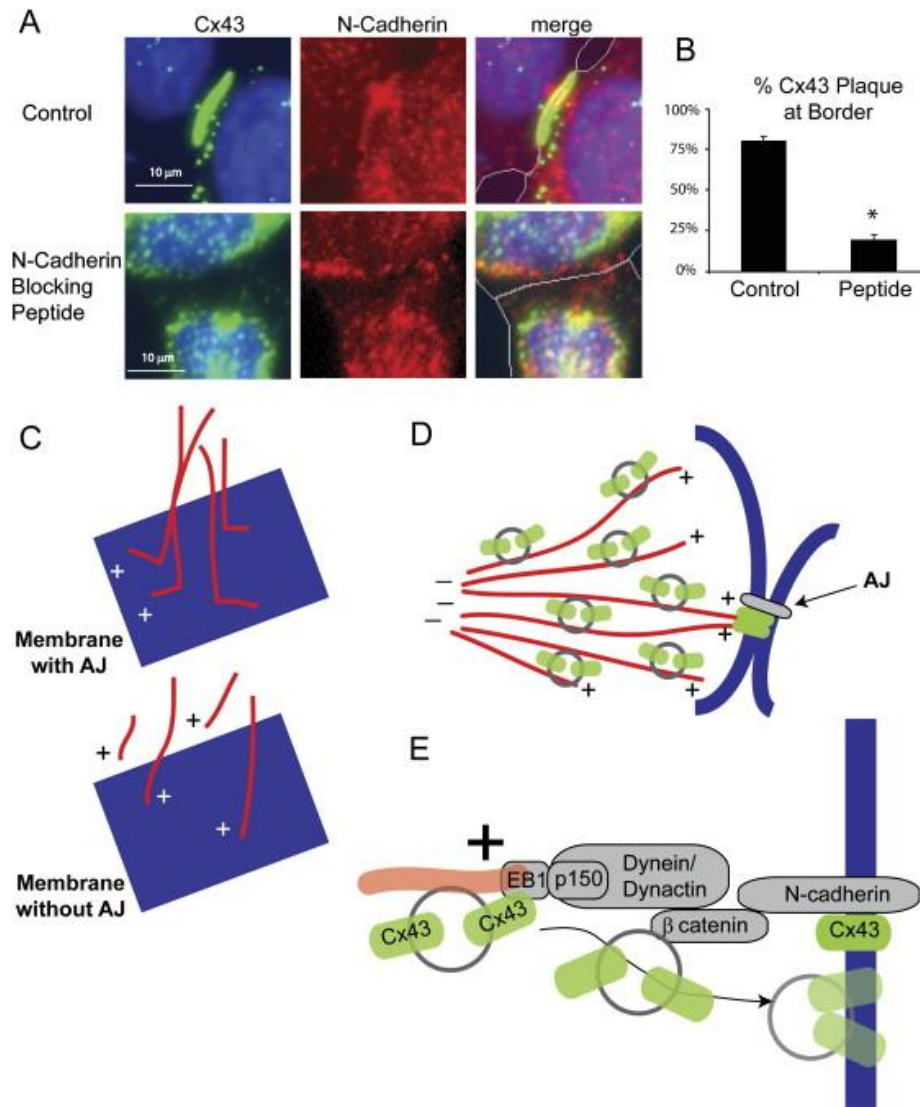 A
Cx43 N-Cadherin merge
Control
10 μm
N-Cadherin
Blocking
Peptide
10 μm
B
% Cx43 Plaque
at Border
100%
75%
50%
25%
0%
*
Control Peptide
C
+
+
Membrane
with AJ
+ +
+
+
Membrane
without AJ
D
+
+
−
−
−
+
+
+
+
AJ
E
+
EB1 p150 Dynein/
Dynactin
N-cadherin
β catenin
Cx43 Cx43 Cx43